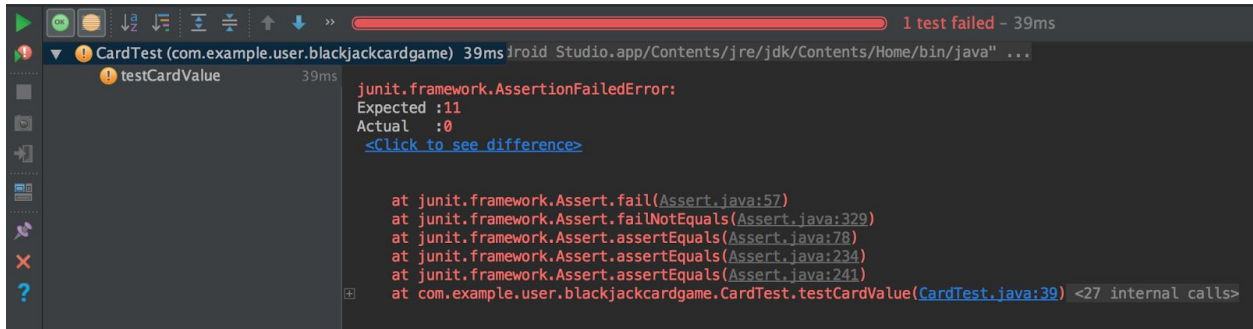 OK
a
z
»
1 test failed – 39ms
CardTest (com.example.user.blackjackcardgame) 39ms droid Studio.app/Contents/jre/jdk/Contents/Home/bin/java" ...
testCardValue 39ms
junit.framework.AssertionFailedError:
Expected :11
Actual   :0
<Click to see difference>
at junit.framework.Assert.fail(Assert.java:57)
at junit.framework.Assert.failNotEquals(Assert.java:329)
at junit.framework.Assert.assertEquals(Assert.java:78)
at junit.framework.Assert.assertEquals(Assert.java:234)
at junit.framework.Assert.assertEquals(Assert.java:241)
at com.example.user.blackjackcardgame.CardTest.testCardValue(CardTest.java:39) <27 internal calls>
?